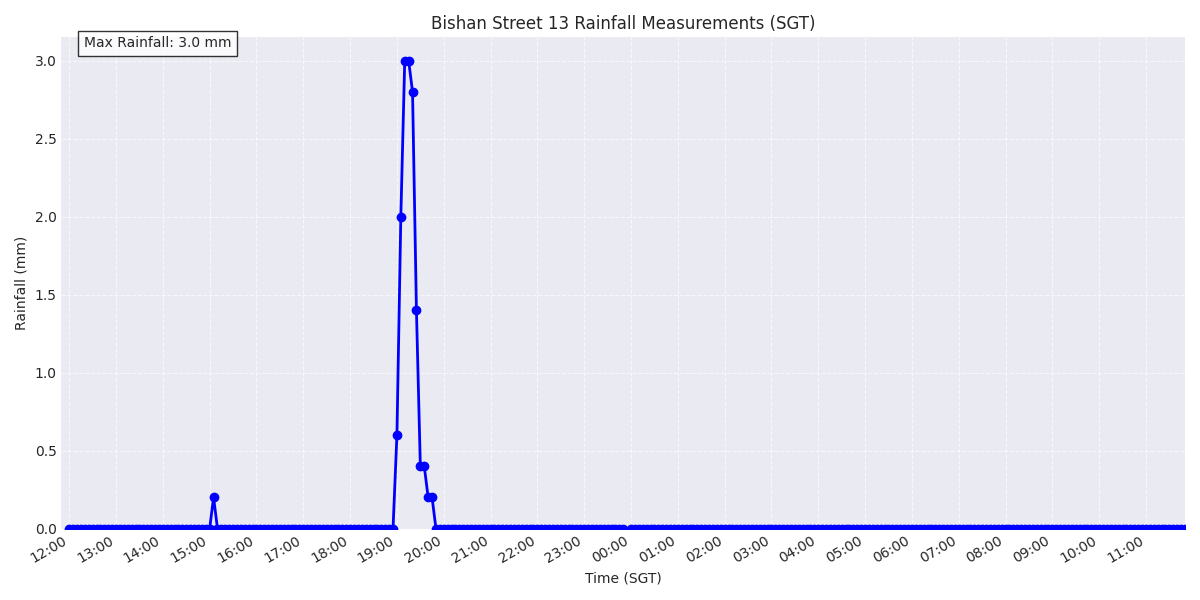 Bishan Street 13 Rainfall Measurements (SGT)
Max Rainfall: 3.0 mm
3.0
2.5
2.0
1.5
1.0
0.5
0.0
Rainfall (mm)
12:00 13:00 14:00 15:00 16:00 17:00 18:00 19:00 20:00 21:00 22:00 23:00 00:00 01:00 02:00 03:00 04:00 05:00 06:00 07:00 08:00 09:00 10:00 11:00
Time (SGT)